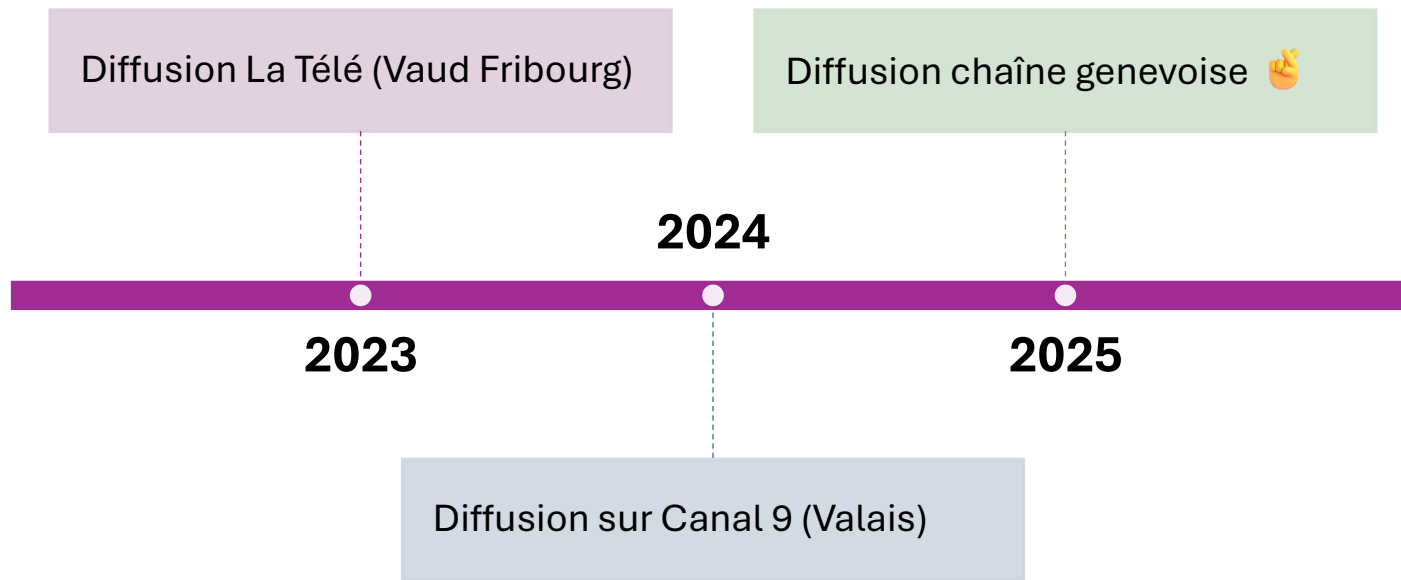 Diffusion La Télé (Vaud Fribourg)
Diffusion chaîne genevoise 🤞
2024
2023
2025
Diffusion sur Canal 9 (Valais)